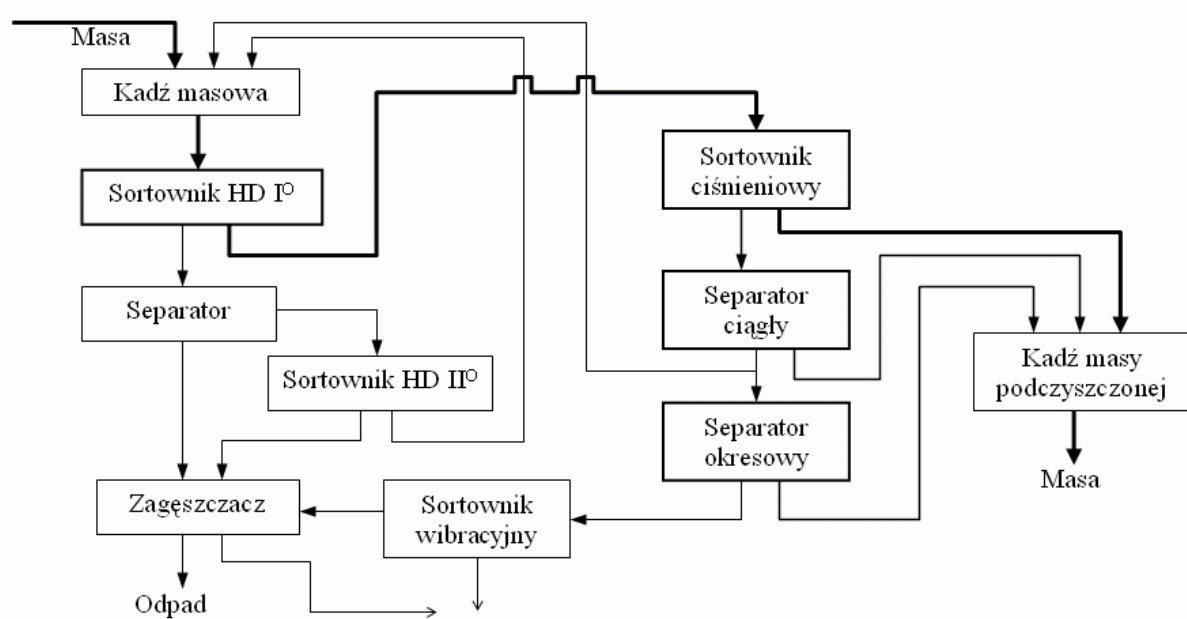 Masa
Kadź masowa
Sortownik HD I°
Separator
Sortownik HD II°
Zagęszczacz
Odpad
Sortownik
wibracyjny
Sortownik
ciśnieniowy
Separator
ciągły
Separator
okresowy
Kadź masy
podczyszczonej
Masa